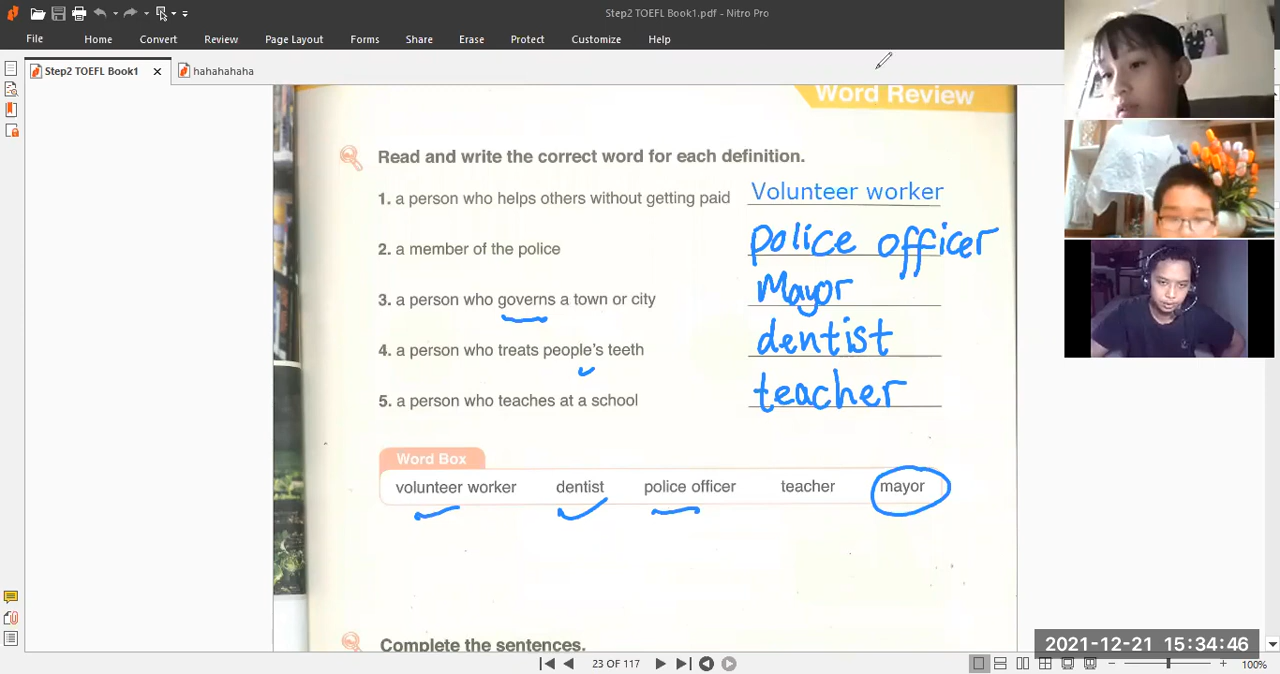 Step2 TOEFL Book1.pdf - Nitro Pro
File Home Convert Review Page Layout Forms Share Erase Protect Customize Help
Step2 TOEFL Book1 hahahahaha
Word Review
Read and write the correct word for each definition.
1. a person who helps others without getting paid Volunteer worker
2. a member of the police police officer
3. a person who governs a town or city Mayor
4. a person who treats people's teeth dentist
5. a person who teaches at a school teacher
Word Box
volunteer worker dentist police officer teacher mayor
Complete the sentences.
2021-12-21 15:34:46
23 OF 117
100%